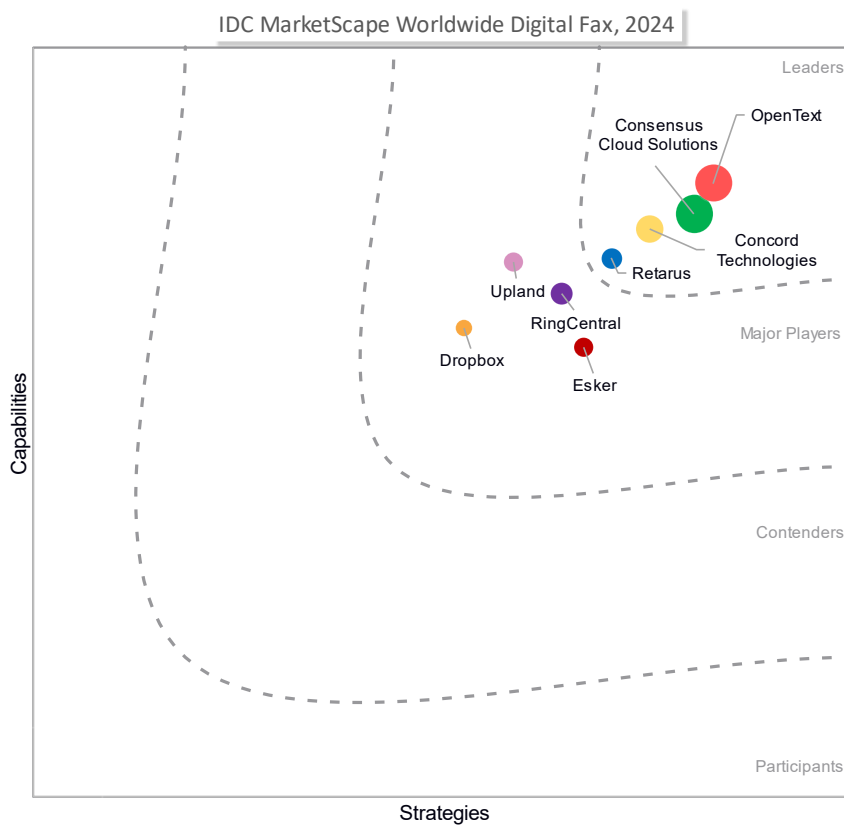 IDC MarketScape Worldwide Digital Fax, 2024
Leaders
OpenText
Consensus
Cloud Solutions
Concord
Technologies
Retarus
Upland
RingCentral
Major Players
Dropbox
Esker
Capabilities
Contenders
Participants
Strategies